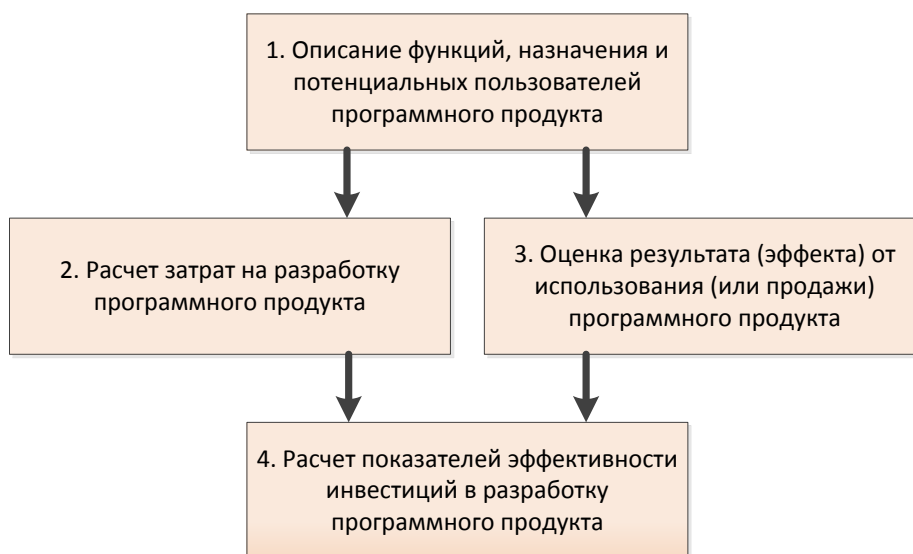 1. Описание функций, назначения и
потенциальных пользователей
программного продукта
2. Расчет затрат на разработку
программного продукта
3. Оценка результата (эффекта) от
использования (или продажи)
программного продукта
4. Расчет показателей эффективности
инвестиций в разработку
программного продукта